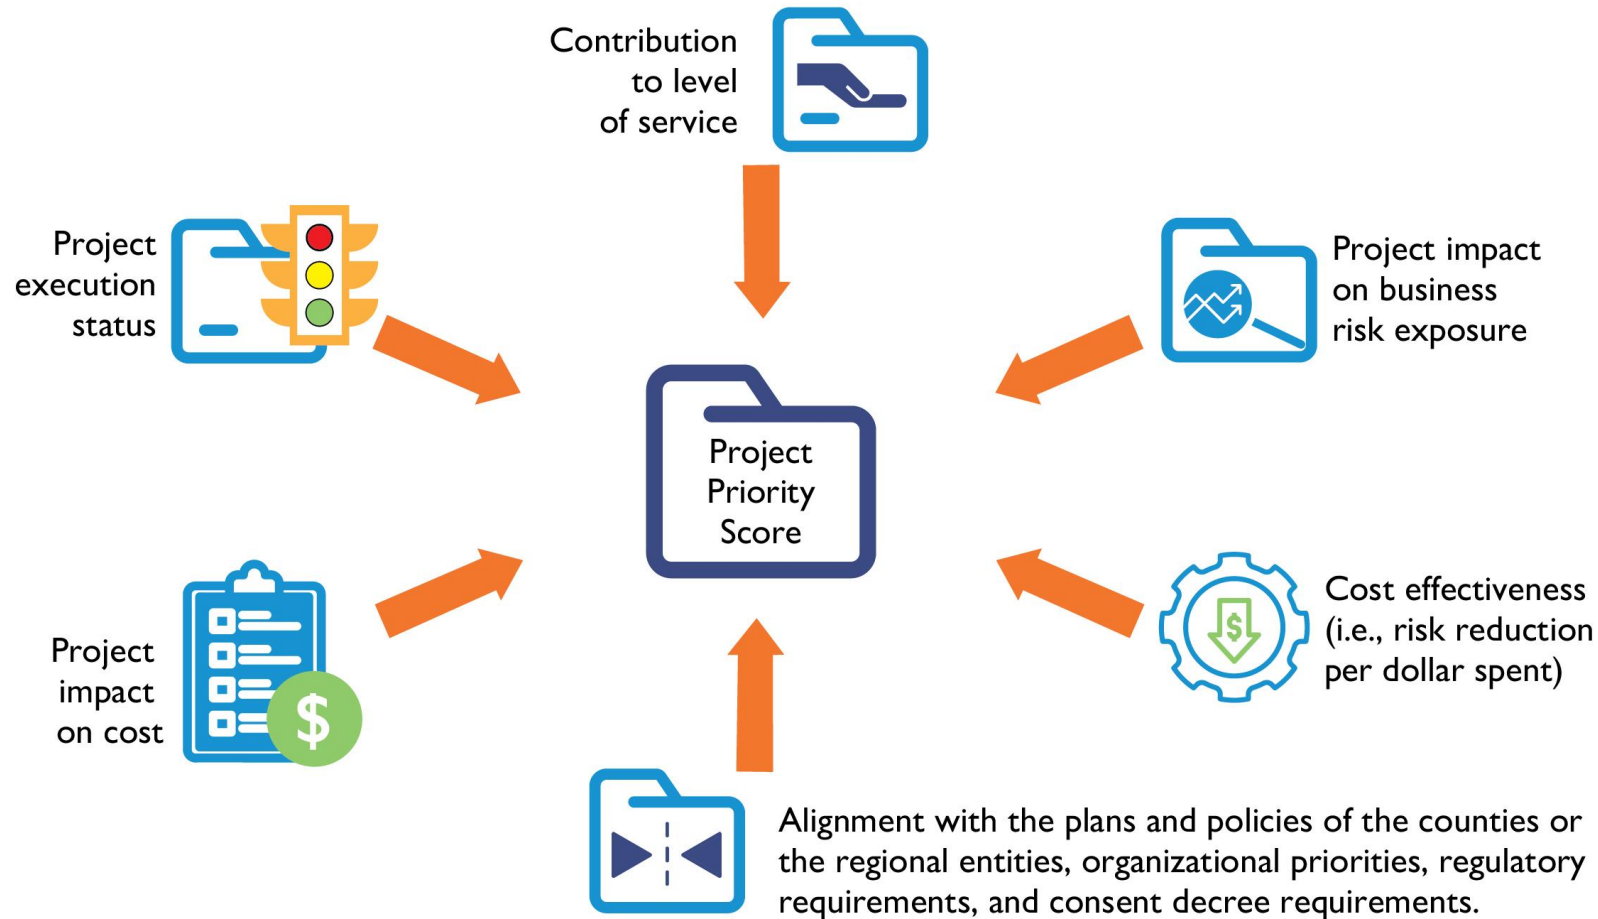 Contribution
to level
of service
Project
execution
status
Project impact
on business
risk exposure
Project
Priority
Score
Project
impact
on cost
$
Cost effectiveness
(i.e., risk reduction
per dollar spent)
$
Alignment with the plans and policies of the counties or
the regional entities, organizational priorities, regulatory
requirements, and consent decree requirements.